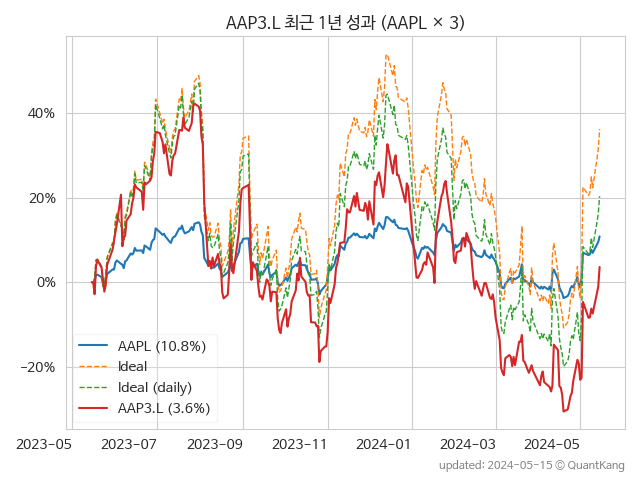 AAP3.L 최근 1년 성과 (AAPL × 3)
40%
20%
0%
−20%
AAPL (10.8%)
Ideal
Ideal (daily)
AAP3.L (3.6%)
2023-05 2023-07 2023-09 2023-11 2024-01 2024-03 2024-05
updated: 2024-05-15 ⓒ QuantKang